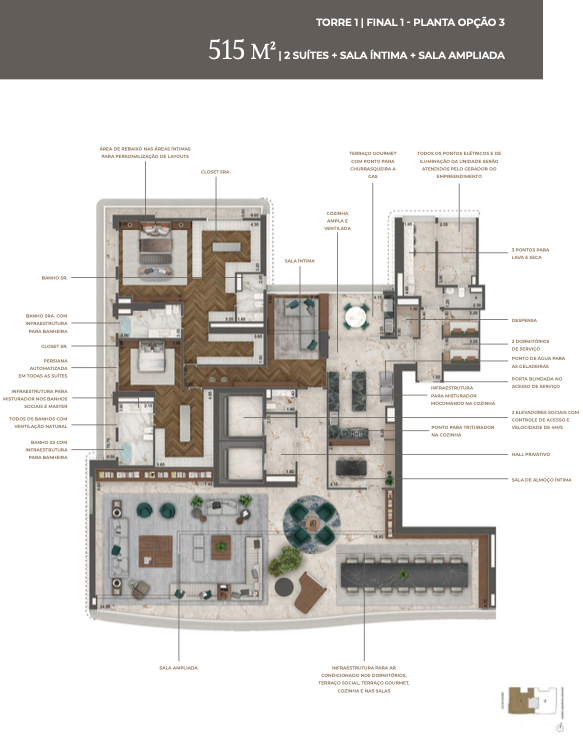 TORRE 1 | FINAL 1 - PLANTA OPÇÃO 3
515 M² | 2 SUÍTES + SALA ÍNTIMA + SALA AMPLIADA
ÁREA DE REBAIXO NAS ÁREAS ÍNTIMAS
PARA PERSONALIZAÇÃO DE LAYOUTS
CLOSET SRA.
TERRAÇO GOURMET
COM PONTO PARA
CHURRASQUEIRA A
GÁS
TODOS OS PONTOS ELÉTRICOS E DE
ILUMINAÇÃO DA UNIDADE SERÃO
ATENDIDOS PELO GERADOR DO
EMPREENDIMENTO
COZINHA
AMPLA E
VENTILADA
SALA ÍNTIMA
2 PONTOS PARA
LAVA E SECA
BANHO SR.
BANHO SRA. COM
INFRAESTRUTURA
PARA BANHEIRA
DESPENSA
CLOSET SR.
2 DORMITÓRIOS
DE SERVIÇO
PERSIANA
AUTOMATIZADA
EM TODAS AS SUÍTES
PONTO DE ÁGUA PARA
AS GELADEIRAS
PORTA BLINDADA NO
ACESSO DE SERVIÇO
INFRAESTRUTURA PARA
MISTURADOR NOS BANHOS
SOCIAIS E MASTER
INFRAESTRUTURA
PARA MISTURADOR
MOCOMANDO NA COZINHA
2 ELEVADORES SOCIAIS COM
CONTROLE DE ACESSO E
VELOCIDADE DE 4M/S
TODOS OS BANHOS COM
VENTILAÇÃO NATURAL
PONTO PARA TRITURADOR
NA COZINHA
BANHO 02 COM
INFRAESTRUTURA
PARA BANHEIRA
HALL PRIVATIVO
SALA DE ALMOÇO ÍNTIMA
SALA AMPLIADA
INFRAESTRUTURA PARA AR
CONDICIONADO NOS DORMITÓRIOS,
TERRAÇO SOCIAL, TERRAÇO GOURMET,
COZINHA E NAS SALAS